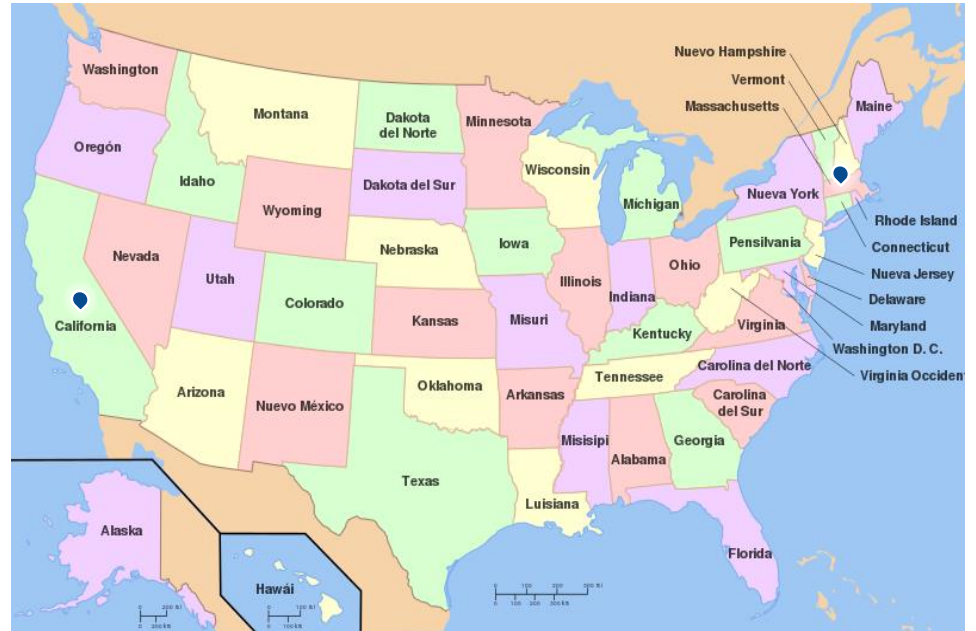 Nuevo Hampshire
Vermont
Massachusetts
Washington
Montana
Dakota
del Norte
Minnesota
Maine
Oregón
Idaho
Wisconsin
Dakota del Sur
Míchigan
Nueva York
Wyoming
Rhode Island
Connecticut
Iowa
Pensilvania
Nebraska
Nevada
Utah
Ohio
Nueva Jersey
Illinois
Indiana
Delaware
Colorado
California
Kansas
Misuri
Virginia
Maryland
Kentucky
Washington D. C.
Carolina del Norte
Virginia Occident
Tennessee
Arizona
Oklahoma
Arkansas
Nuevo México
Carolina
del Sur
Misisipi
Georgia
Alabama
Texas
Luisiana
Alaska
Florida
Hawái